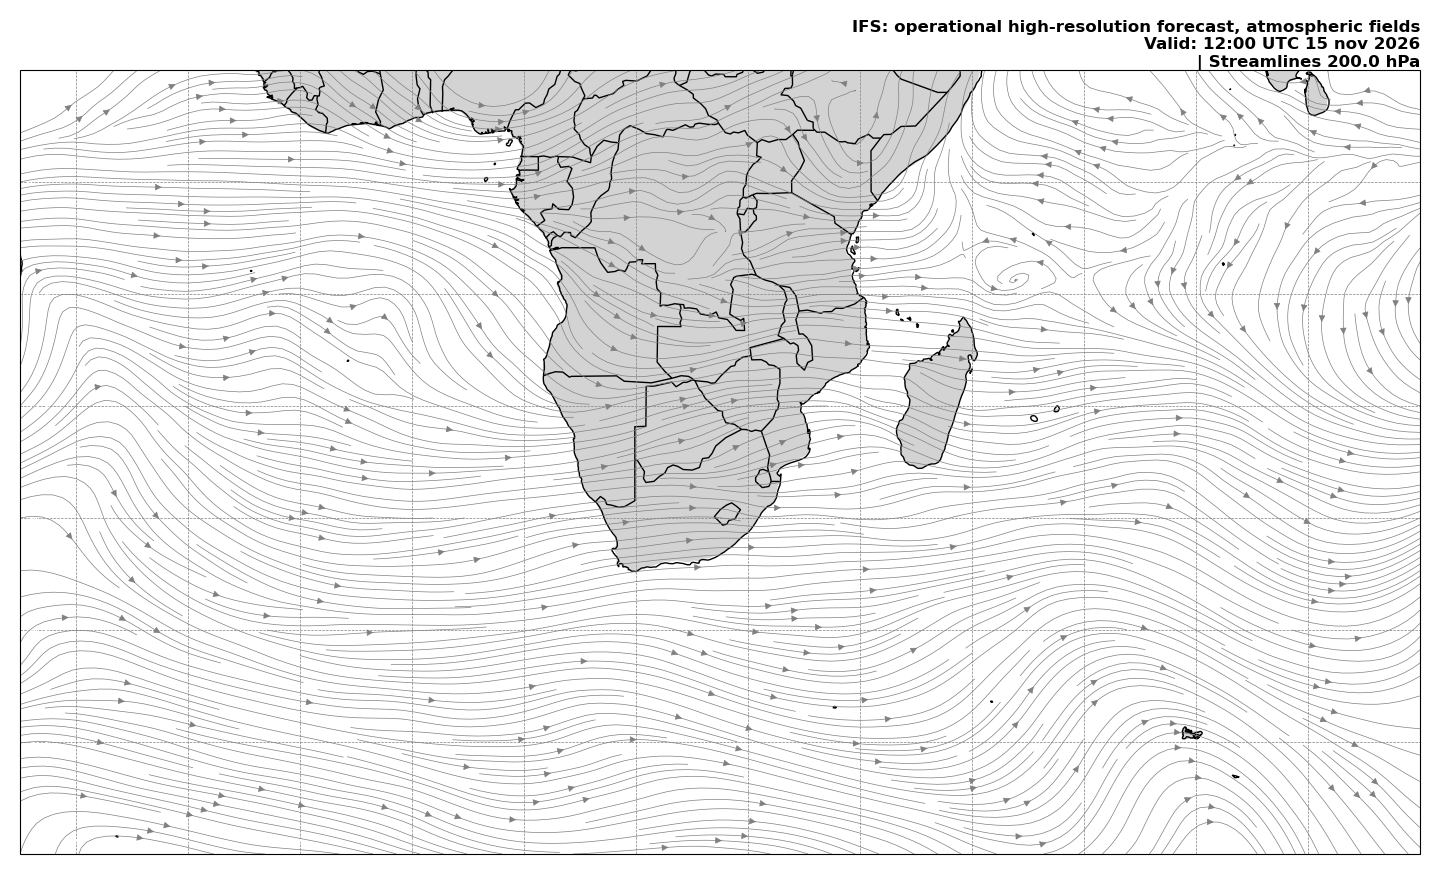 IFS: operational high-resolution forecast, atmospheric fields
Valid: 12:00 UTC 15 nov 2026
| Streamlines 200.0 hPa